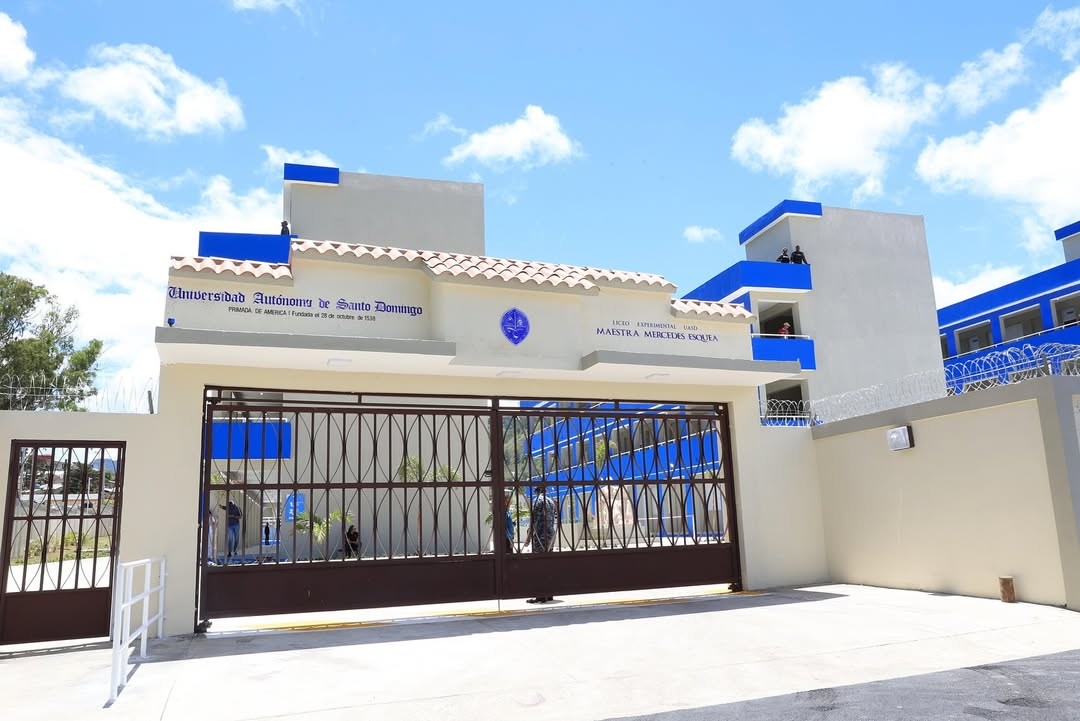 Universidad Autónoma de Santo Domingo
PRIMADA DE AMERICA | Fundada el 28 de octubre de 1538
LICEO EXPERIMENTAL UASD
MAESTRA MERCEDES ESQUEA